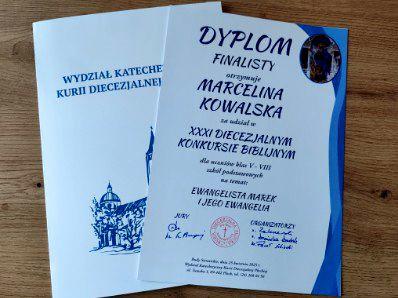 WYDZIAŁ KATECHE
KURII DIECEZJALNEJ
DYPLOM
FINALISTY
otrzymuje
MARCELINA
KOWALSKA
za udział w
XXXI DIECEZJALNYM
KONKURSIE BIBLIJNYM
dla uczniów klas V - VIII
szkół podstawowych
na temat:
EWANGELISTA MAREK
I JEGO EWANGELIA
JURY
ORGANIZATORZY